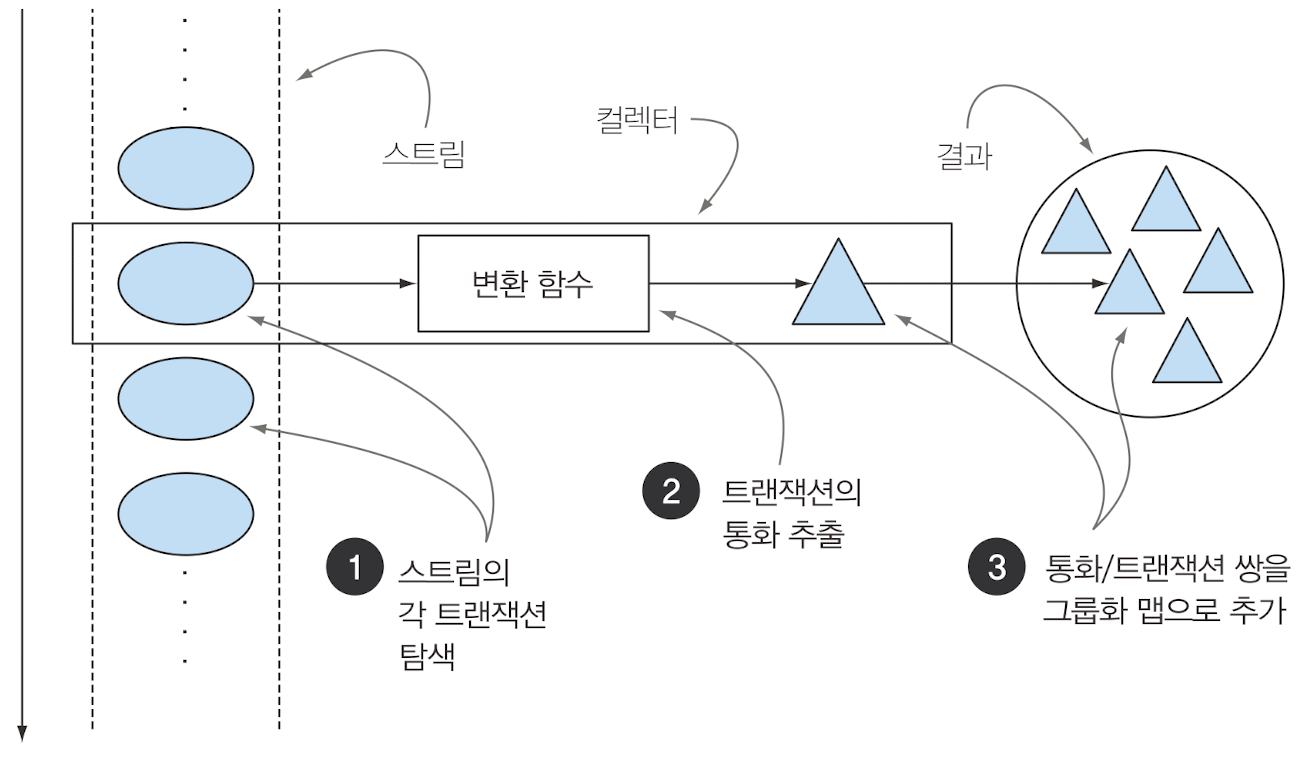 스트림
컬렉터
결과
변환 함수
1 스트림의
각 트랜잭션
탐색
2 트랜잭션의
통화 추출
3 통화/트랜잭션 쌍을
그룹화 맵으로 추가